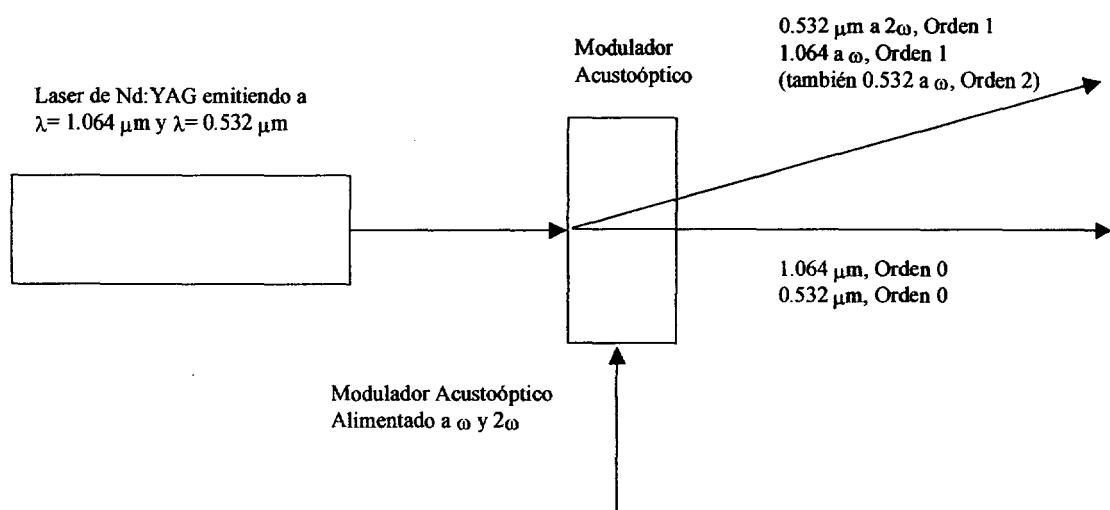 0.532 μm a 2ω, Orden 1
1.064 a ω, Orden 1
(también 0.532 a ω, Orden 2)
Modulador
Acustoóptico
Laser de Nd:YAG emitiendo a
λ= 1.064 μm y λ= 0.532 μm
1.064 μm, Orden 0
0.532 μm, Orden 0
Modulador Acustoóptico
Alimentado a ω y 2ω